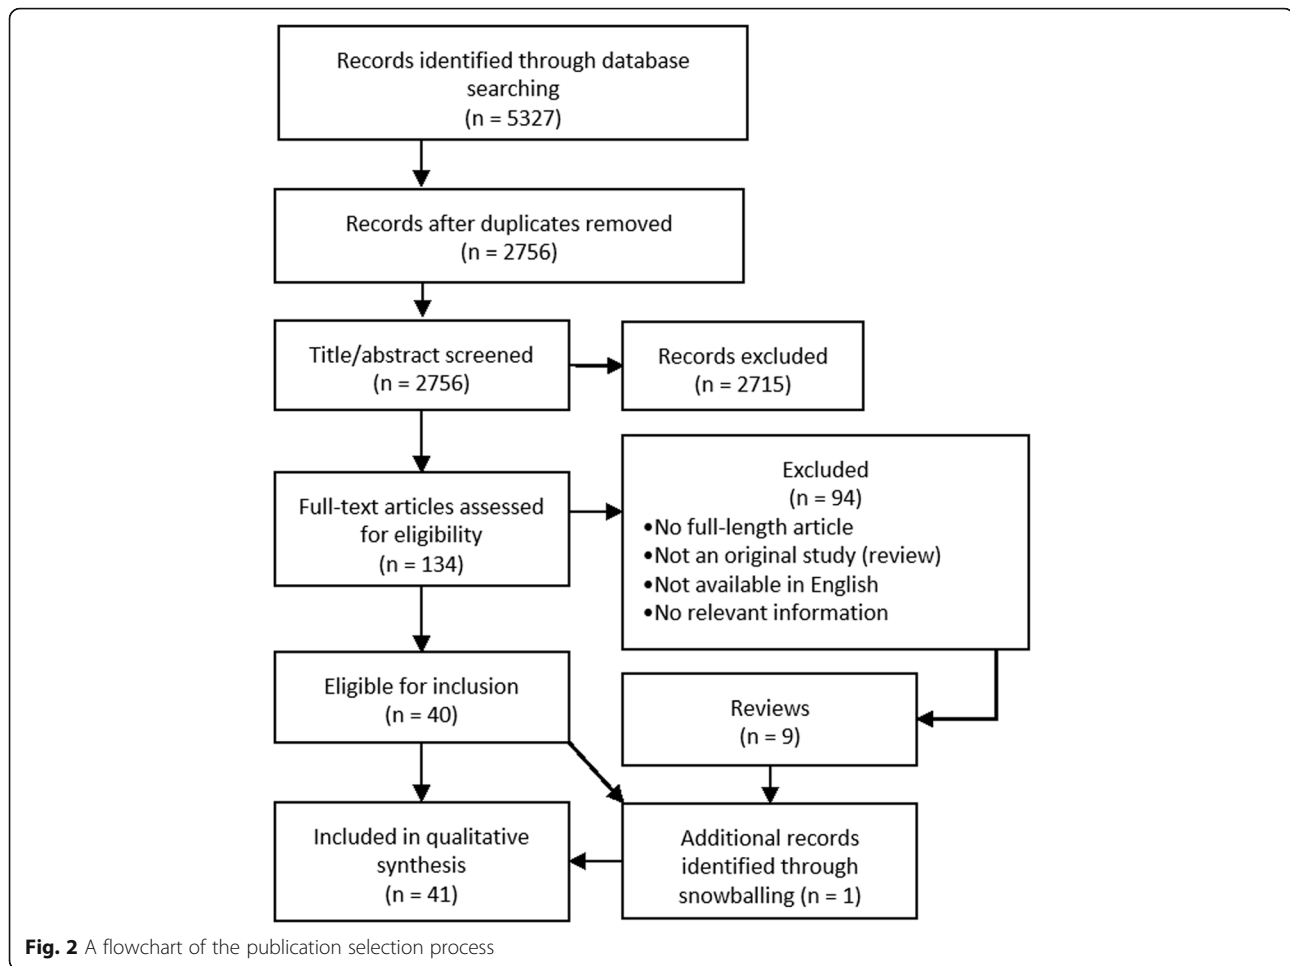 Records identified through database
searching
(n = 5327)
Records after duplicates removed
(n = 2756)
Title/abstract screened
(n = 2756)
Records excluded
(n = 2715)
Full-text articles assessed
for eligibility
(n = 134)
Excluded
(n = 94)
•No full-length article
•Not an original study (review)
•Not available in English
•No relevant information
Eligible for inclusion
(n = 40)
Reviews
(n = 9)
Included in qualitative
synthesis
(n = 41)
Additional records
identified through
snowballing (n = 1)
Fig. 2 A flowchart of the publication selection process